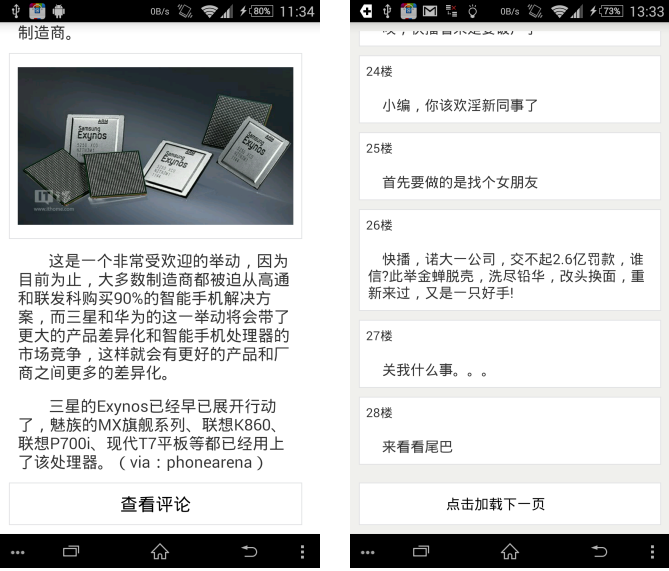 0B/s 80% 11:34
制造商。
ARM
Samsung
Exynos
Samsung
Exynos
Samsung
Exynos
IT之家
www.ithome.com
这是一个非常受欢迎的举动，因为
目前为止，大多数制造商都被迫从高通
和联发科购买90%的智能手机解决方
案，而三星和华为的这一举动将会带了
更大的产品差异化和智能手机处理器的
市场竞争，这样就会有更好的产品和厂
商之间更多的差异化。
三星的Exynos已经早已展开行动
了，魅族的MX旗舰系列、联想K860、
联想P700i、现代T7平板等都已经用上
了该处理器。（via：phonearena）
查看评论
0B/s 73% 13:33
24楼
小编，你该欢淫新同事了
25楼
首先要做的是找个女朋友
26楼
快播，诺大一公司，交不起2.6亿罚款，谁
信?此举金蝉脱壳，洗尽铅华，改头换面，重
新来过，又是一只好手!
27楼
关我什么事。。。
28楼
来看看尾巴
点击加载下一页